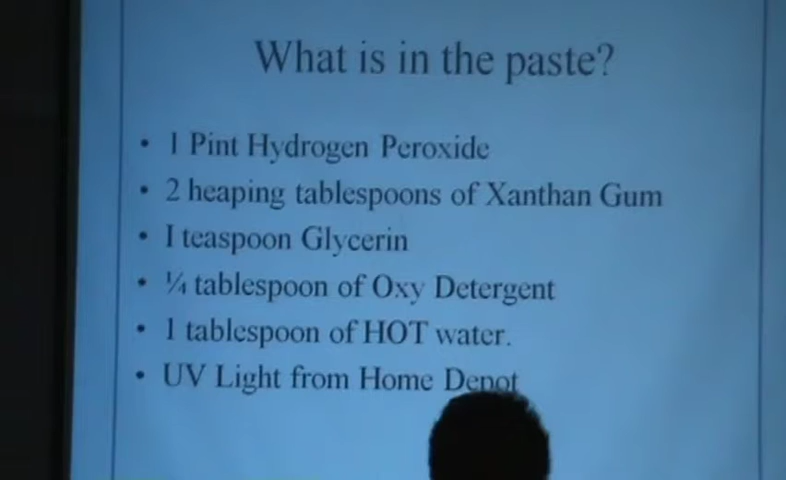 What is in the paste?
• 1 Pint Hydrogen Peroxide
• 2 heaping tablespoons of Xanthan Gum
• 1 teaspoon Glycerin
• ¼ tablespoon of Oxy Detergent
• 1 tablespoon of HOT water.
• UV Light from Home Depot